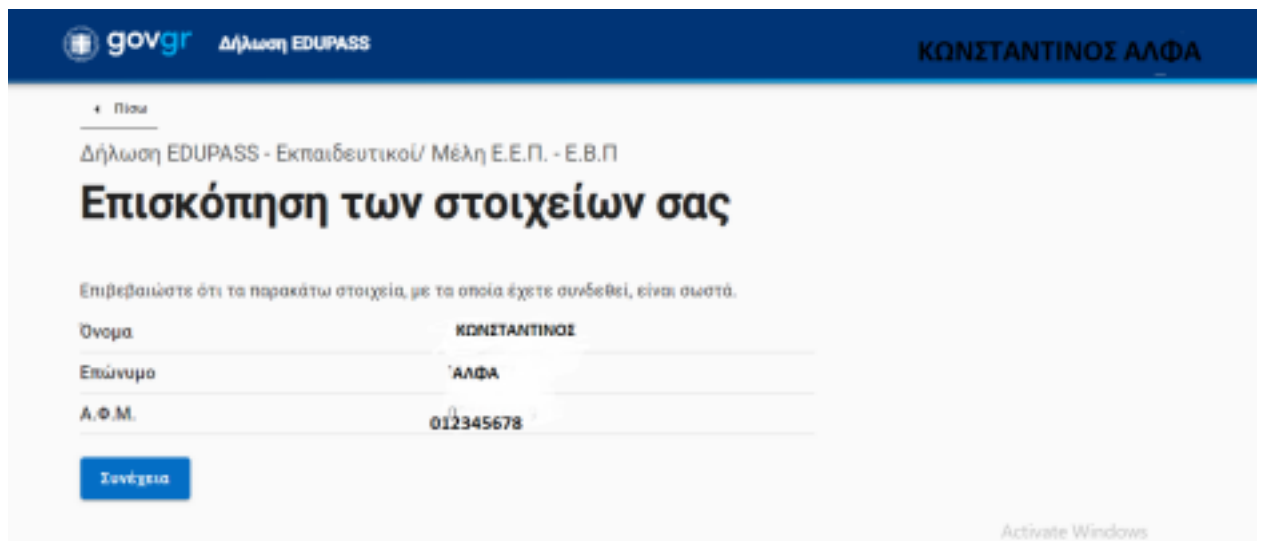 govgr Δήλωση EDUPASS ΚΩΝΣΤΑΝΤΙΝΟΣ ΑΛΦΑ
Πίσω
Δήλωση EDUPASS - Εκπαιδευτικοί/ Μέλη Ε.Ε.Π. - Ε.Β.Π
Επισκόπηση των στοιχείων σας
Επιβεβαιώστε ότι τα παρακάτω στοιχεία, με τα οποία έχετε συνδεθεί, είναι σωστά.
Όνομα ΚΩΝΣΤΑΝΤΙΝΟΣ
Επώνυμο ΑΛΦΑ
Α.Φ.Μ. 012345678
Συνέχεια
Activate Windows